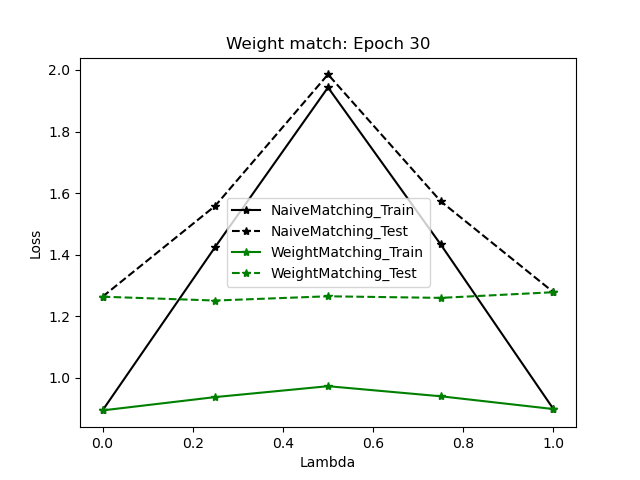 Weight match: Epoch 30
2.0
1.8
1.6
1.4
1.2
1.0
Loss
NaiveMatching_Train
NaiveMatching_Test
WeightMatching_Train
WeightMatching_Test
0.0 0.2 0.4 0.6 0.8 1.0
Lambda